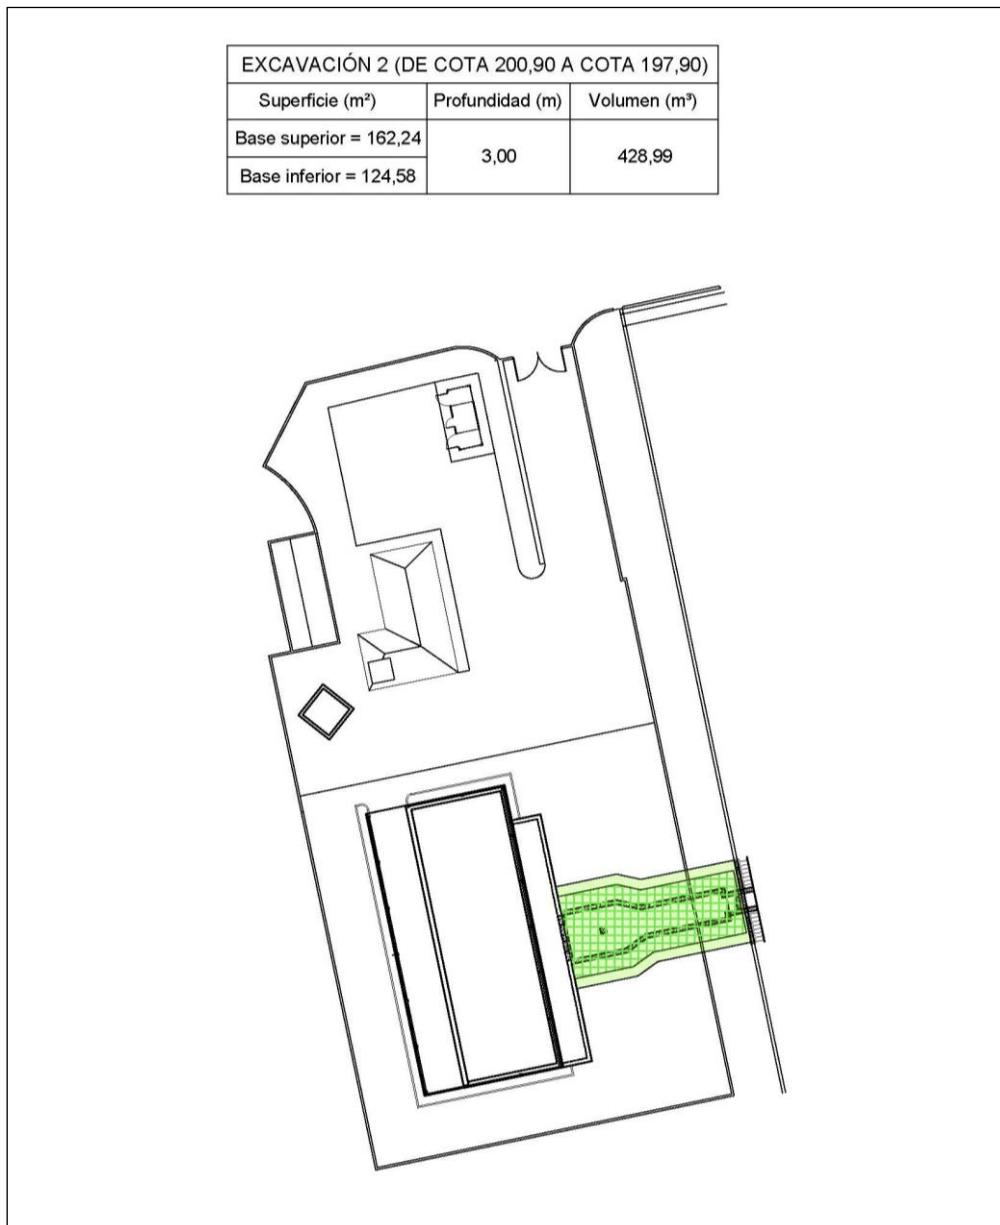 EXCAVACIÓN 2 (DE COTA 200,90 A COTA 197,90)
Superficie (m²) Profundidad (m) Volumen (m³)
Base superior = 162,24
3,00 428,99
Base inferior = 124,58